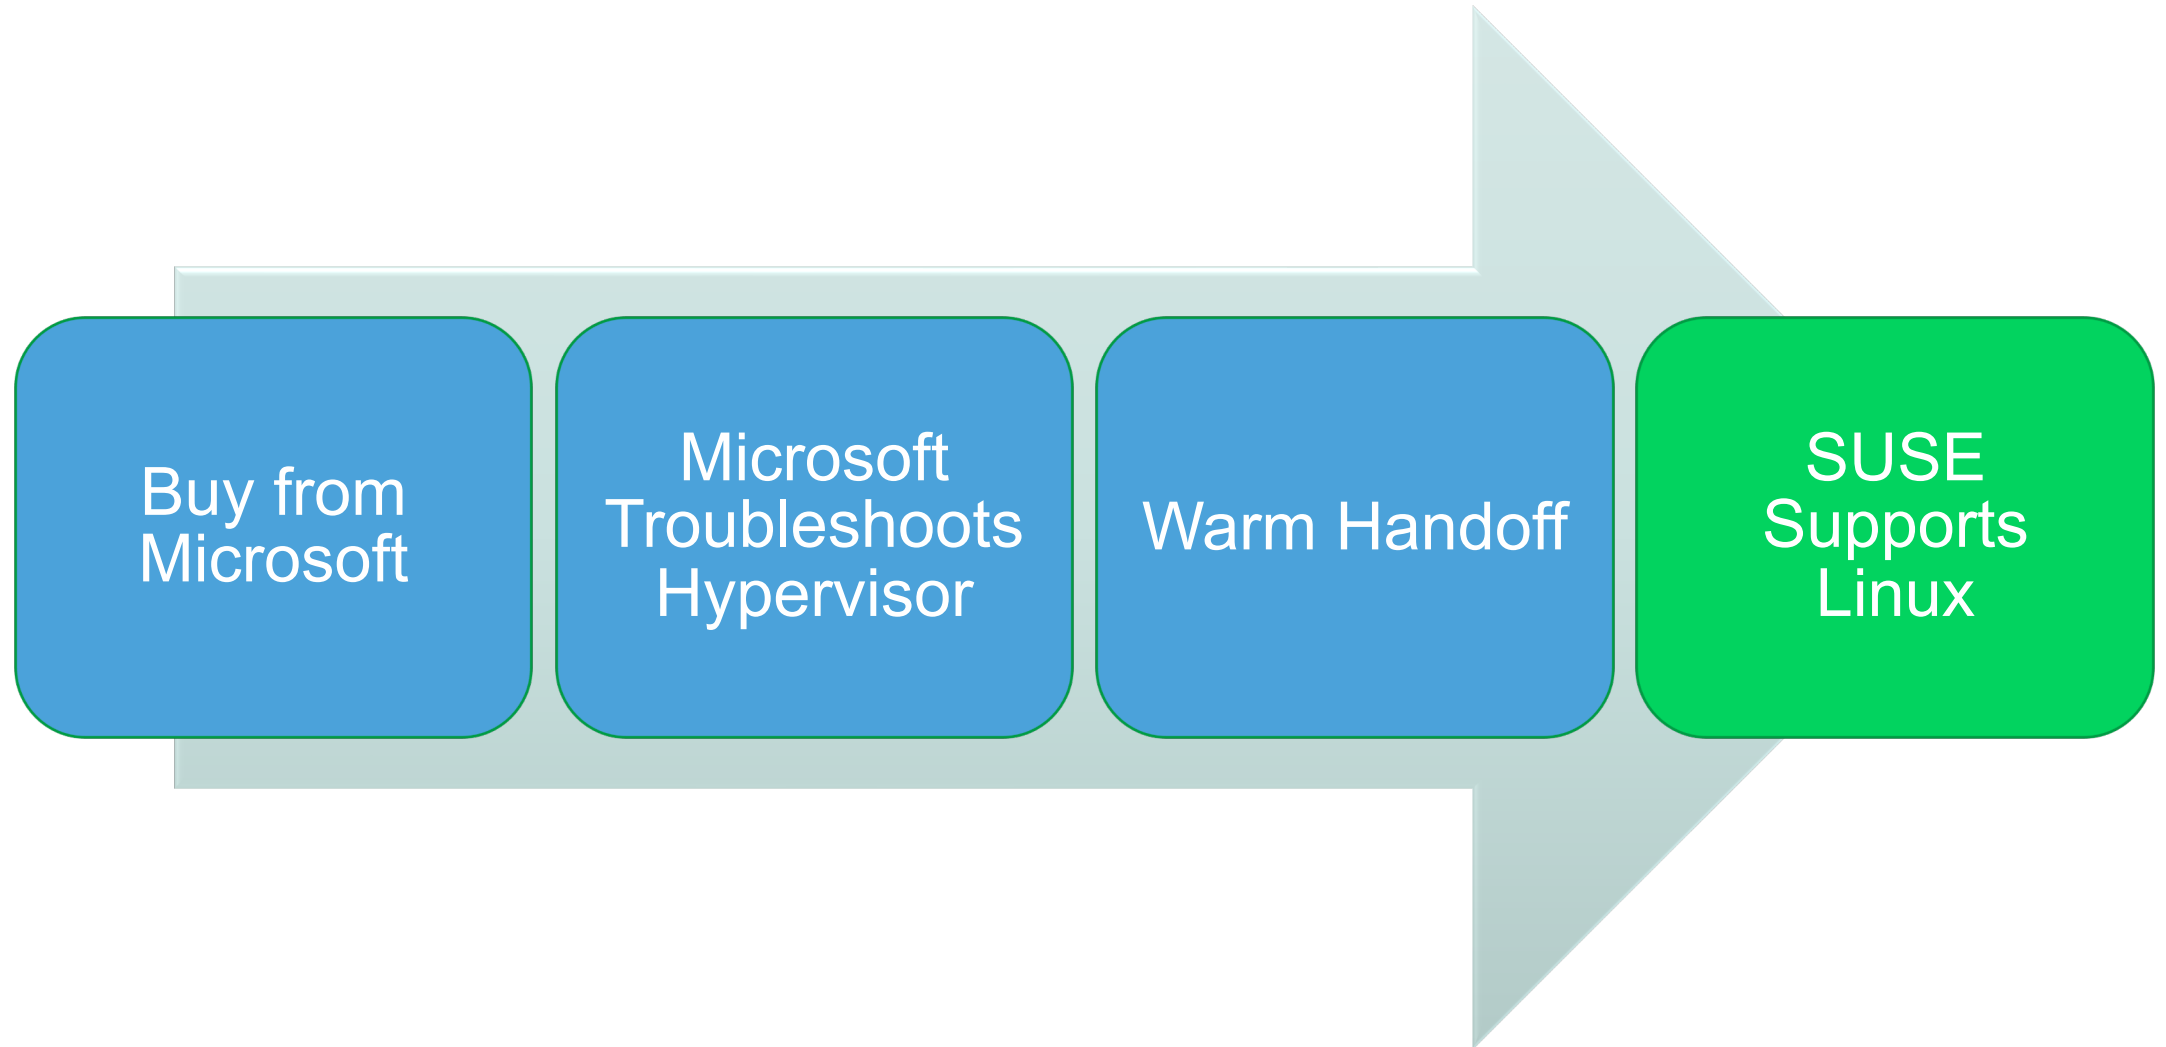 Buy from
Microsoft
Microsoft
Troubleshoots
Hypervisor
Warm Handoff
SUSE
Supports
Linux